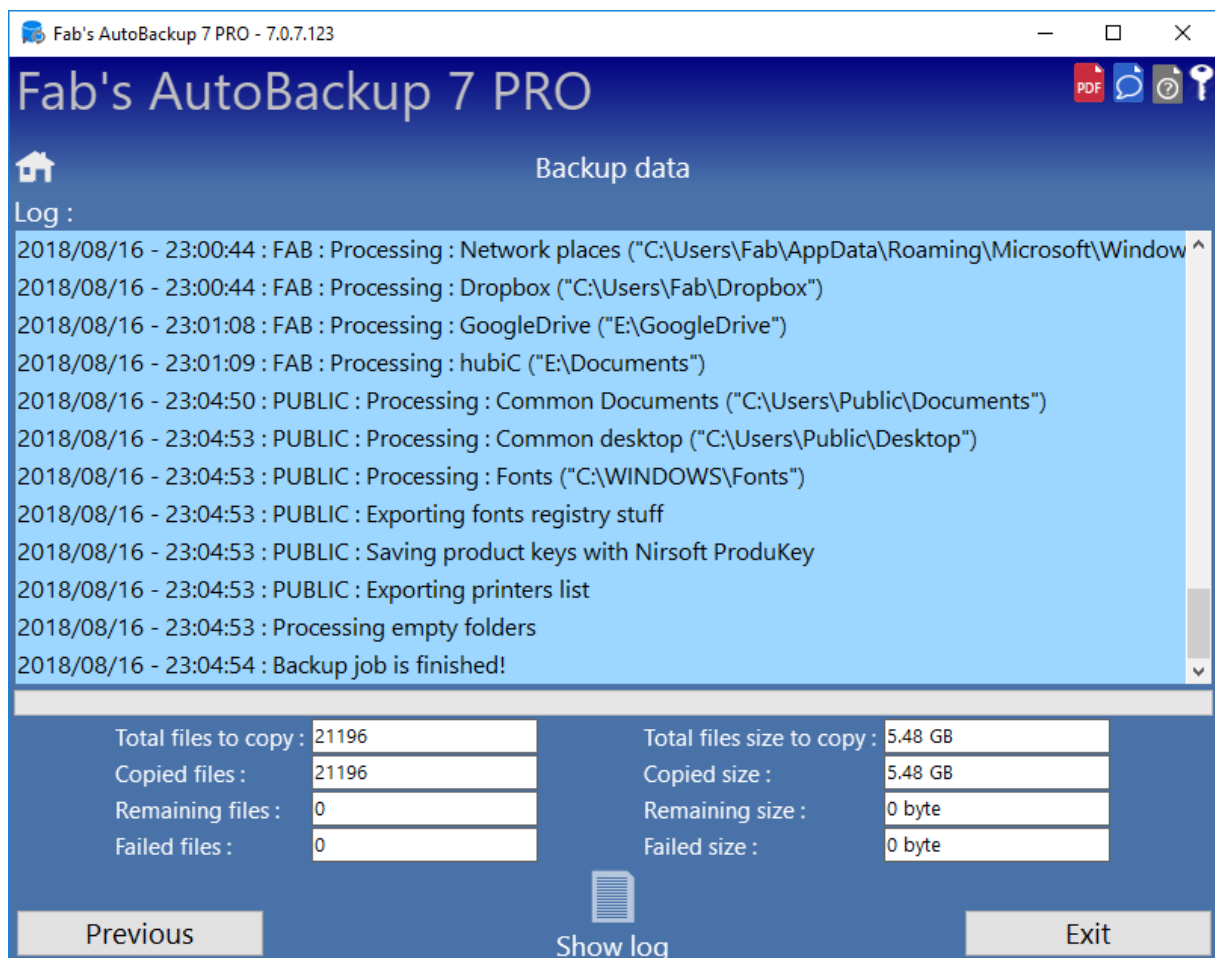 Fab's AutoBackup 7 PRO - 7.0.7.123
Fab's AutoBackup 7 PRO
PDF
Backup data
Log :
2018/08/16 - 23:00:44 : FAB : Processing : Network places ("C:\Users\Fab\AppData\Roaming\Microsoft\Window
2018/08/16 - 23:00:44 : FAB : Processing : Dropbox ("C:\Users\Fab\Dropbox")
2018/08/16 - 23:01:08 : FAB : Processing : GoogleDrive ("E:\GoogleDrive")
2018/08/16 - 23:01:09 : FAB : Processing : hubiC ("E:\Documents")
2018/08/16 - 23:04:50 : PUBLIC : Processing : Common Documents ("C:\Users\Public\Documents")
2018/08/16 - 23:04:53 : PUBLIC : Processing : Common desktop ("C:\Users\Public\Desktop")
2018/08/16 - 23:04:53 : PUBLIC : Processing : Fonts ("C:\WINDOWS\Fonts")
2018/08/16 - 23:04:53 : PUBLIC : Exporting fonts registry stuff
2018/08/16 - 23:04:53 : PUBLIC : Saving product keys with Nirsoft ProduKey
2018/08/16 - 23:04:53 : PUBLIC : Exporting printers list
2018/08/16 - 23:04:53 : Processing empty folders
2018/08/16 - 23:04:54 : Backup job is finished!
Total files to copy : 21196 Total files size to copy : 5.48 GB
Copied files : 21196 Copied size : 5.48 GB
Remaining files : 0 Remaining size : 0 byte
Failed files : 0 Failed size : 0 byte
Previous Show log Exit